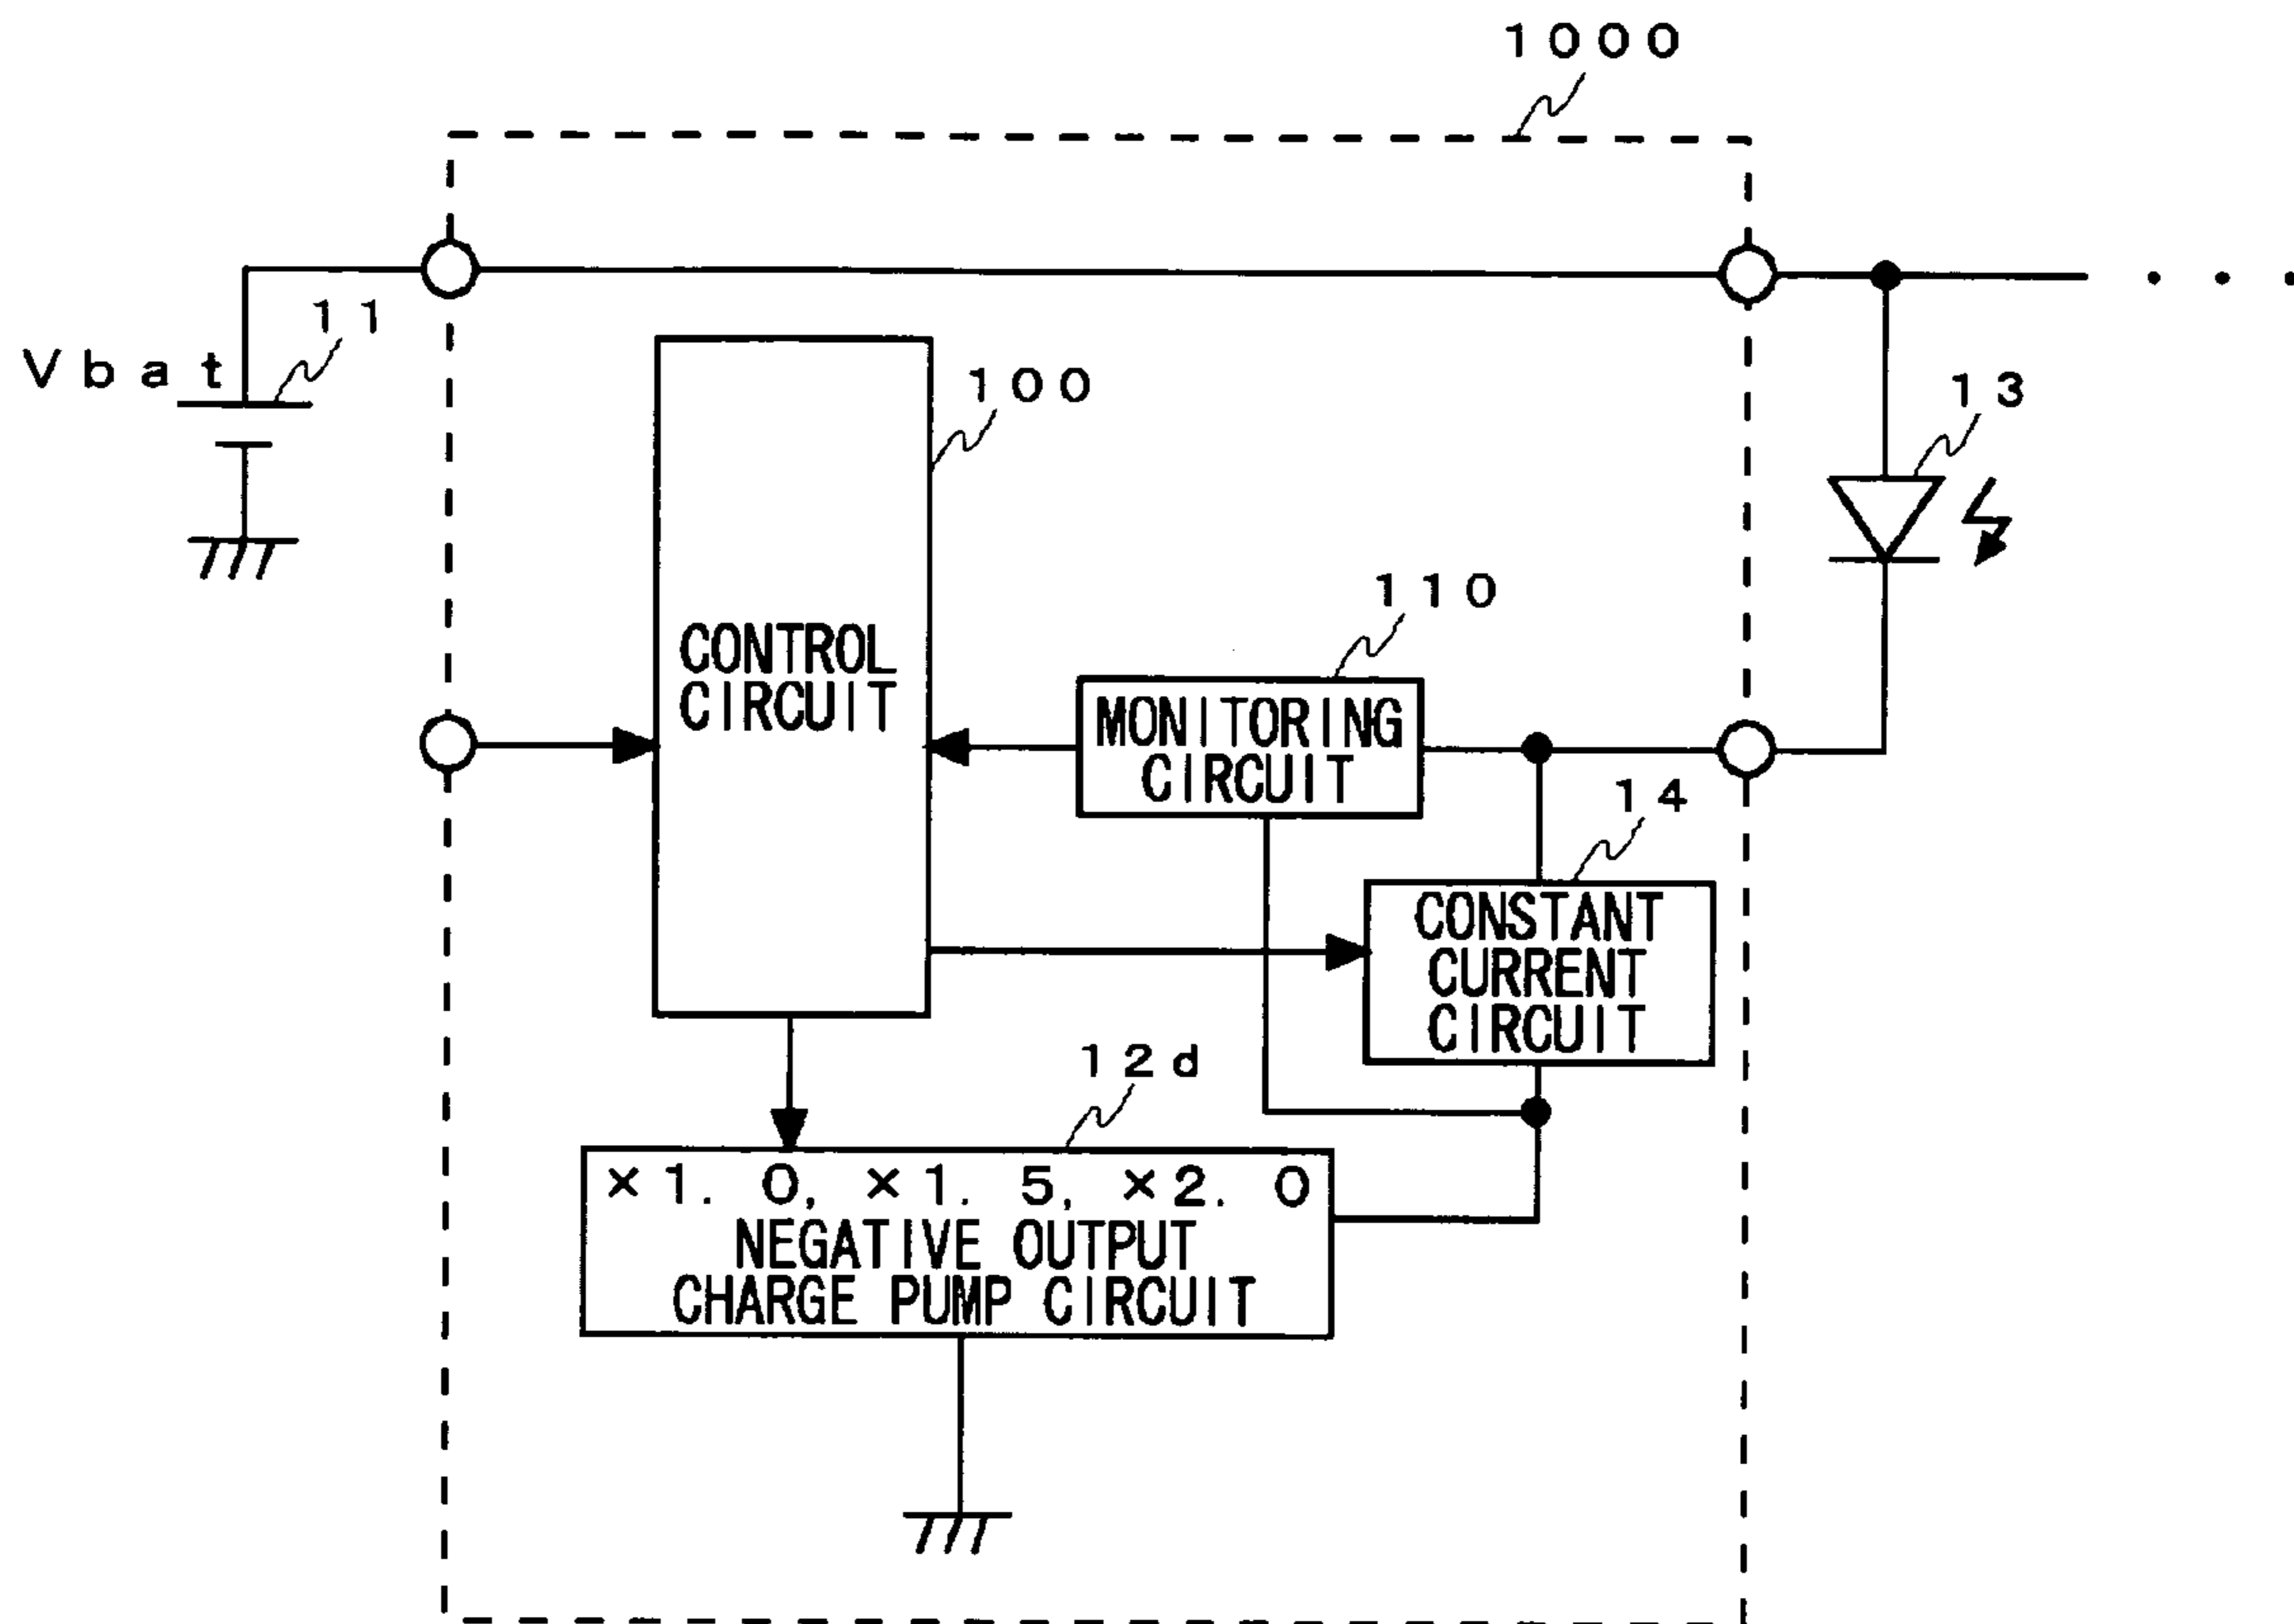 1000
11
Vbat
100
13
CONTROL
CIRCUIT
110
MONITORING
CIRCUIT
14
CONSTANT
CURRENT
CIRCUIT
12d
×1. 0, ×1. 5, ×2. 0
NEGATIVE OUTPUT
CHARGE PUMP CIRCUIT